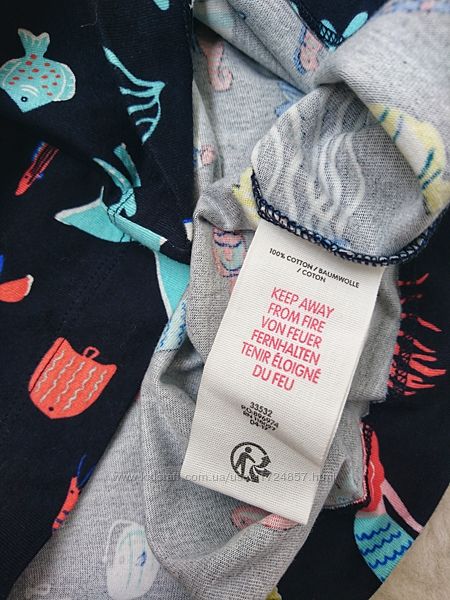 100% COTTON / BAUMWOLLE
/ COTON
KEEP AWAY
FROM FIRE
VON FEUER
FERNHALTEN
TENIR ÉLOIGNÉ
DU FEU
33532